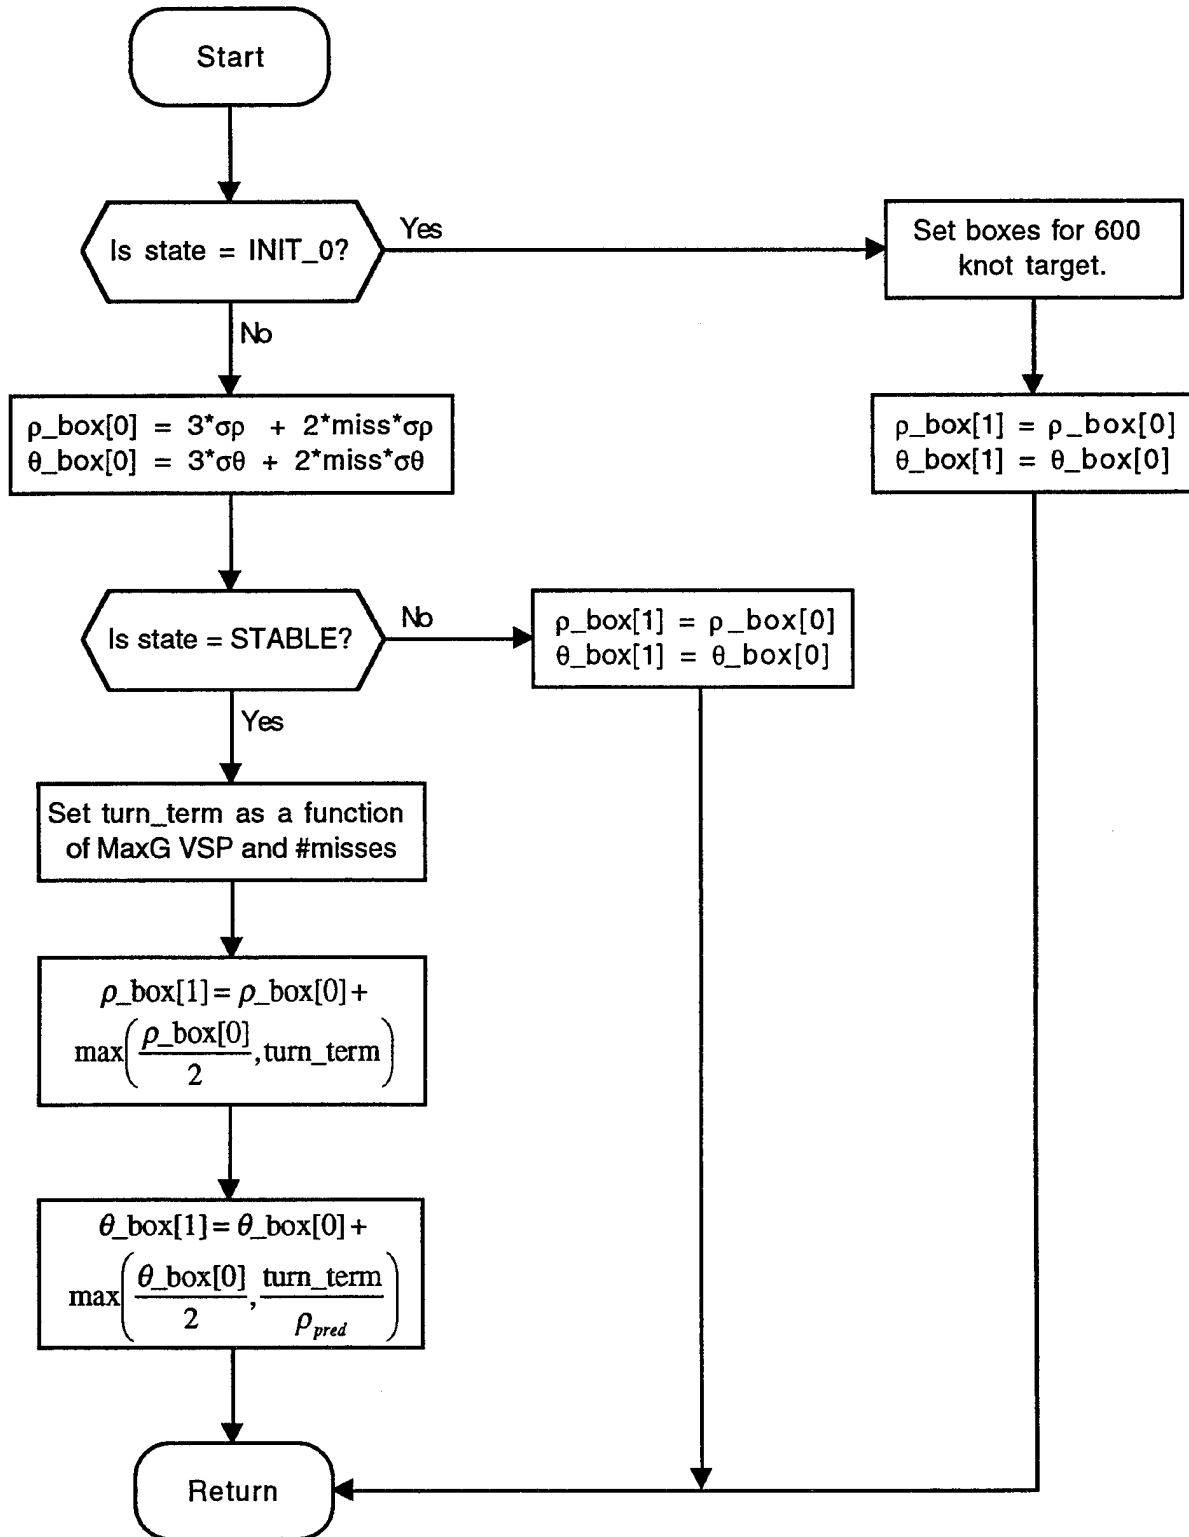 Start
Is state = INIT_0?
Yes
Set boxes for 600
knot target.
No
ρ_box[0] = 3*σρ + 2*miss*σρ
θ_box[0] = 3*σθ + 2*miss*σθ
ρ_box[1] = ρ_box[0]
θ_box[1] = θ_box[0]
Is state = STABLE?
No
ρ_box[1] = ρ_box[0]
θ_box[1] = θ_box[0]
Yes
Set turn_term as a function
of MaxG VSP and #misses
ρ_box[1] = ρ_box[0] +
max(ρ_box[0]/2, turn_term)
θ_box[1] = θ_box[0] +
max(θ_box[0]/2, turn_term/ρpred)
Return